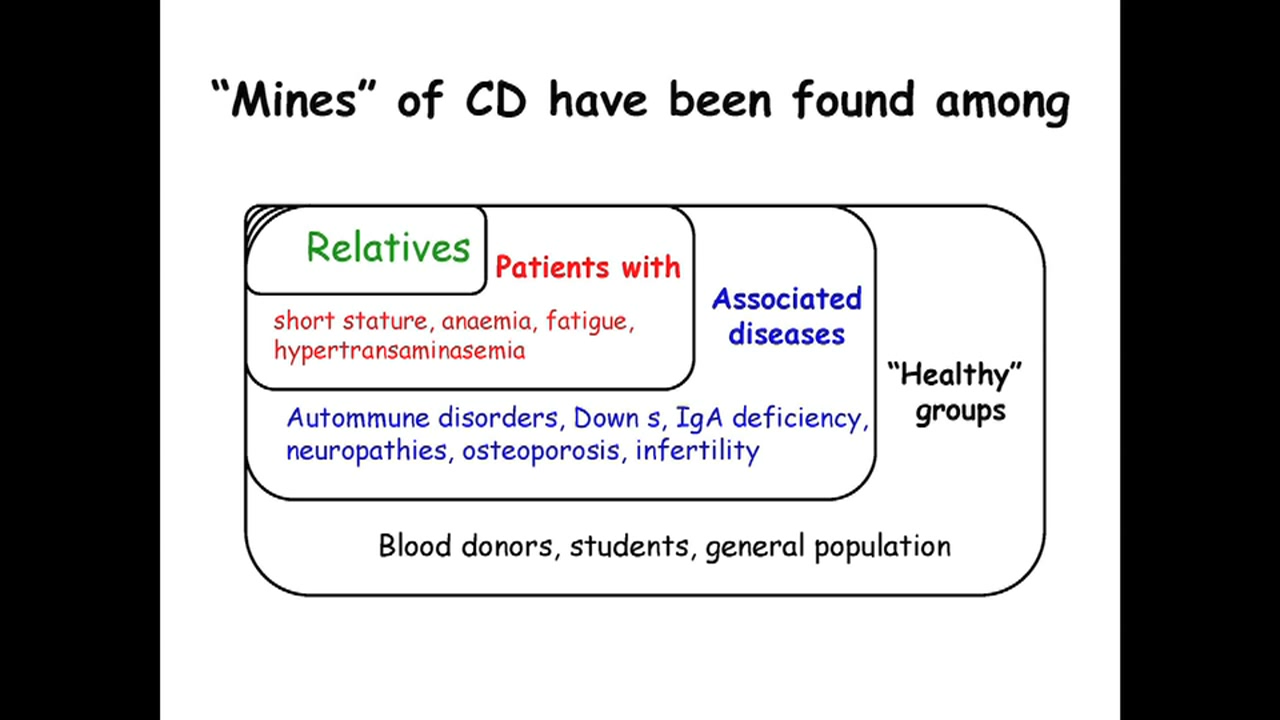 “Mines” of CD have been found among
Relatives
Patients with
short stature, anaemia, fatigue,
hypertransaminasemia
Associated
diseases
“Healthy”
groups
Autommune disorders, Down s, IgA deficiency,
neuropathies, osteoporosis, infertility
Blood donors, students, general population